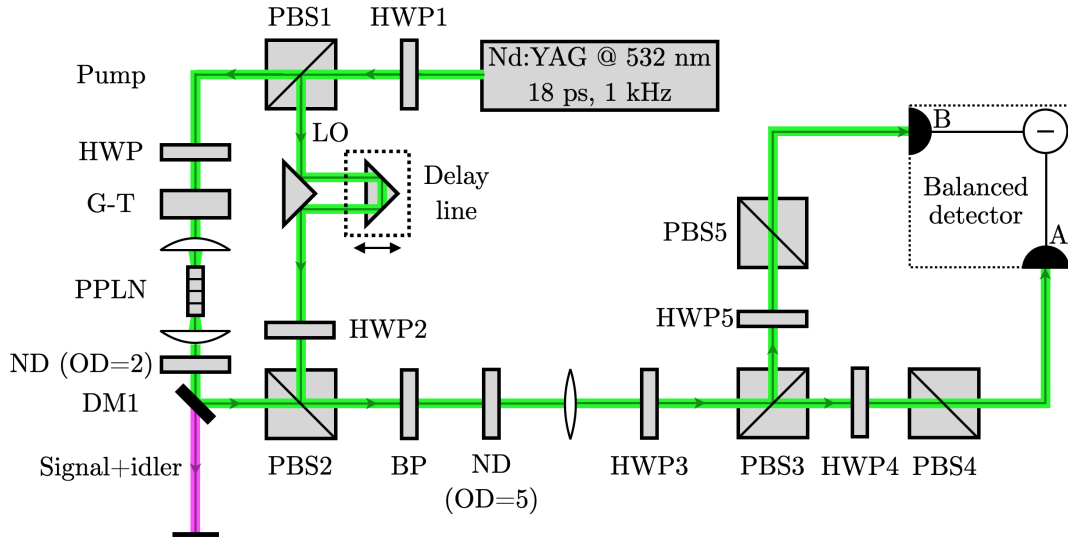 PBS1
HWP1
Pump
Nd:YAG @ 532 nm
18 ps, 1 kHz
LO
B
−
HWP
G-T
Delay
line
Balanced
detector
PBS5
A
PPLN
HWP2
HWP5
ND (OD=2)
DM1
Signal+idler
PBS2
BP
ND
(OD=5)
HWP3
PBS3
HWP4
PBS4